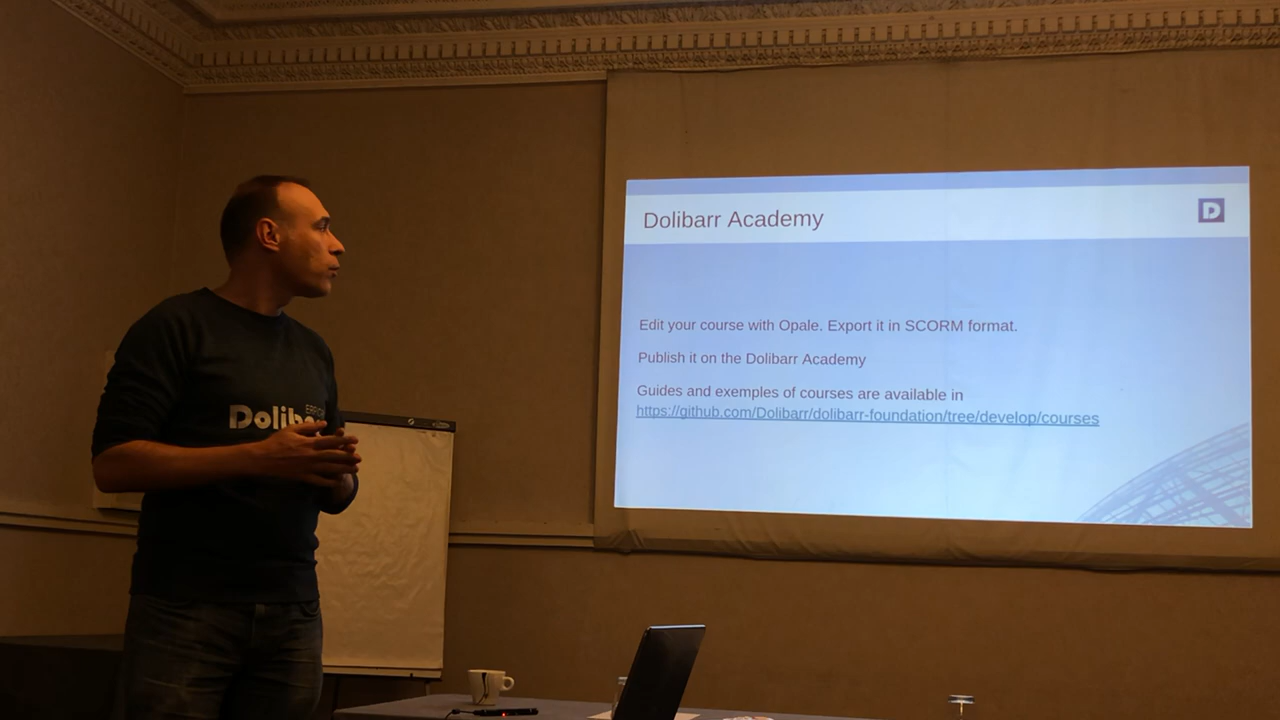 Dolibarr Academy
D
Edit your course with Opale. Export it in SCORM format.
Publish it on the Dolibarr Academy
Guides and exemples of courses are available in
https://github.com/Dolibarr/dolibarr-foundation/tree/develop/courses